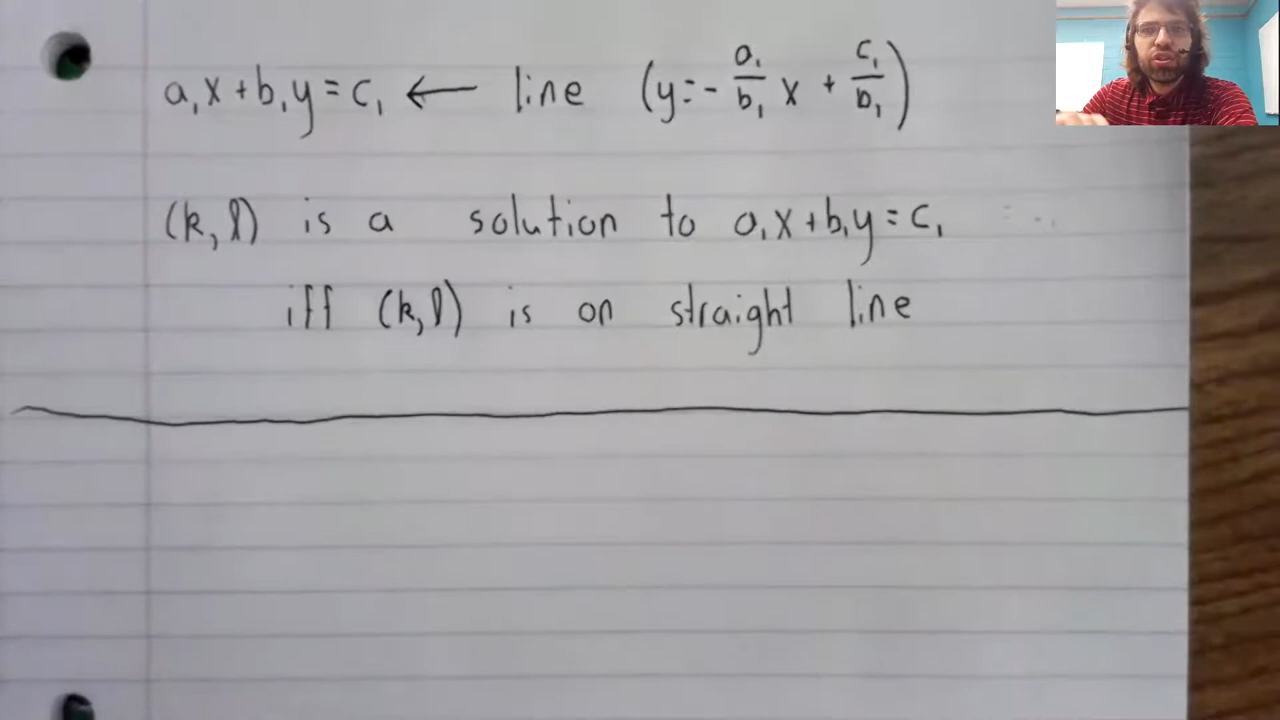 a₁x + b₁y = c₁ ← line (y = - a₁/b₁ x + c₁/b₁)
(k, l) is a solution to a₁x + b₁y = c₁
iff (k, l) is on straight line